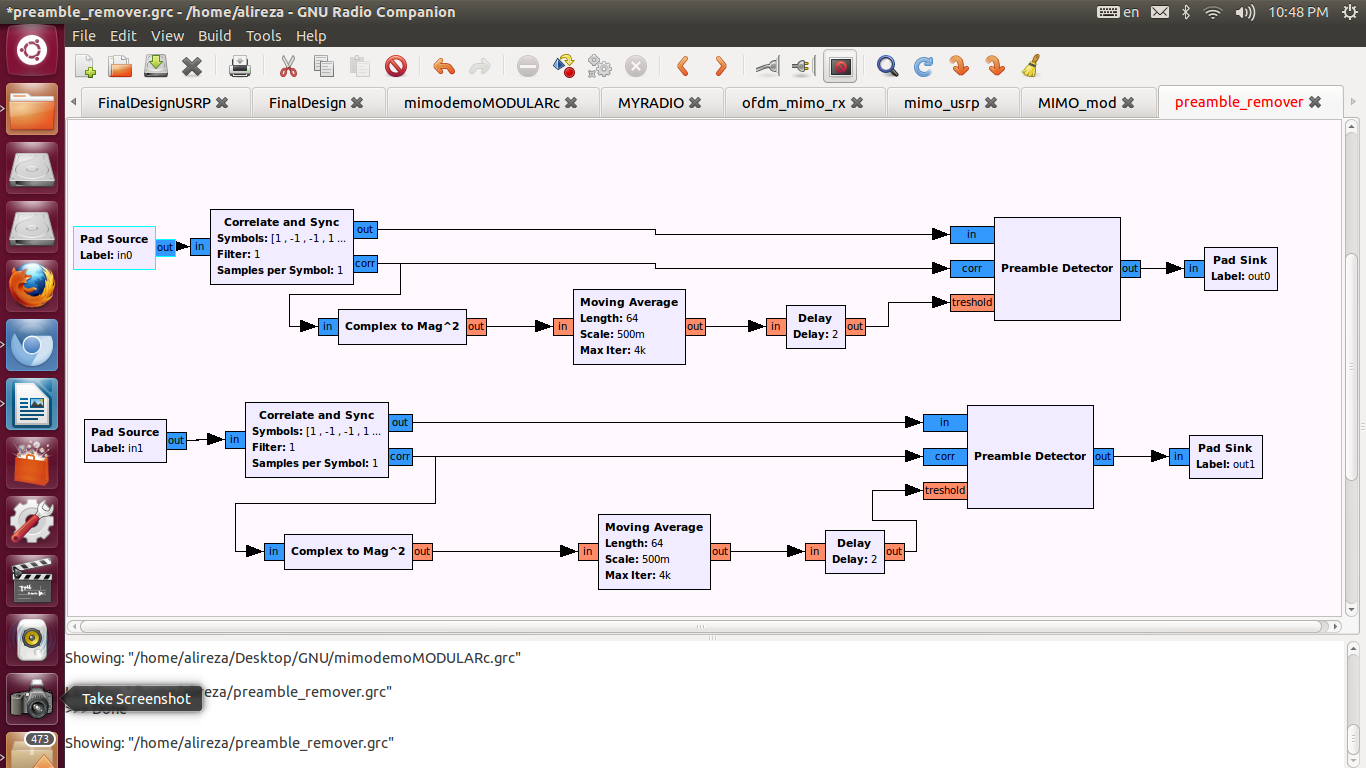 *preamble_remover.grc - /home/alireza - GNU Radio Companion
en
10:48 PM
File Edit View Build Tools Help
FinalDesignUSRP
FinalDesign
mimodemoMODULARc
MYRADIO
ofdm_mimo_rx
mimo_usrp
MIMO_mod
preamble_remover
Pad Source
Label: in0
out
in
Correlate and Sync
Symbols: [1 , -1 , -1 , 1 ...
Filter: 1
Samples per Symbol: 1
out
corr
in
corr
treshold
Preamble Detector
out
in
Pad Sink
Label: out0
in
Complex to Mag^2
out
in
Moving Average
Length: 64
Scale: 500m
Max Iter: 4k
out
in
Delay
Delay: 2
out
Pad Source
Label: in1
out
in
Correlate and Sync
Symbols: [1 , -1 , -1 , 1 ...
Filter: 1
Samples per Symbol: 1
out
corr
in
corr
treshold
Preamble Detector
out
in
Pad Sink
Label: out1
in
Complex to Mag^2
out
in
Moving Average
Length: 64
Scale: 500m
Max Iter: 4k
out
in
Delay
Delay: 2
out
Showing: "/home/alireza/Desktop/GNU/mimodemoMODULARc.grc"
reza/preamble_remover.grc"
Take Screenshot
>>> Done
473
Showing: "/home/alireza/preamble_remover.grc"